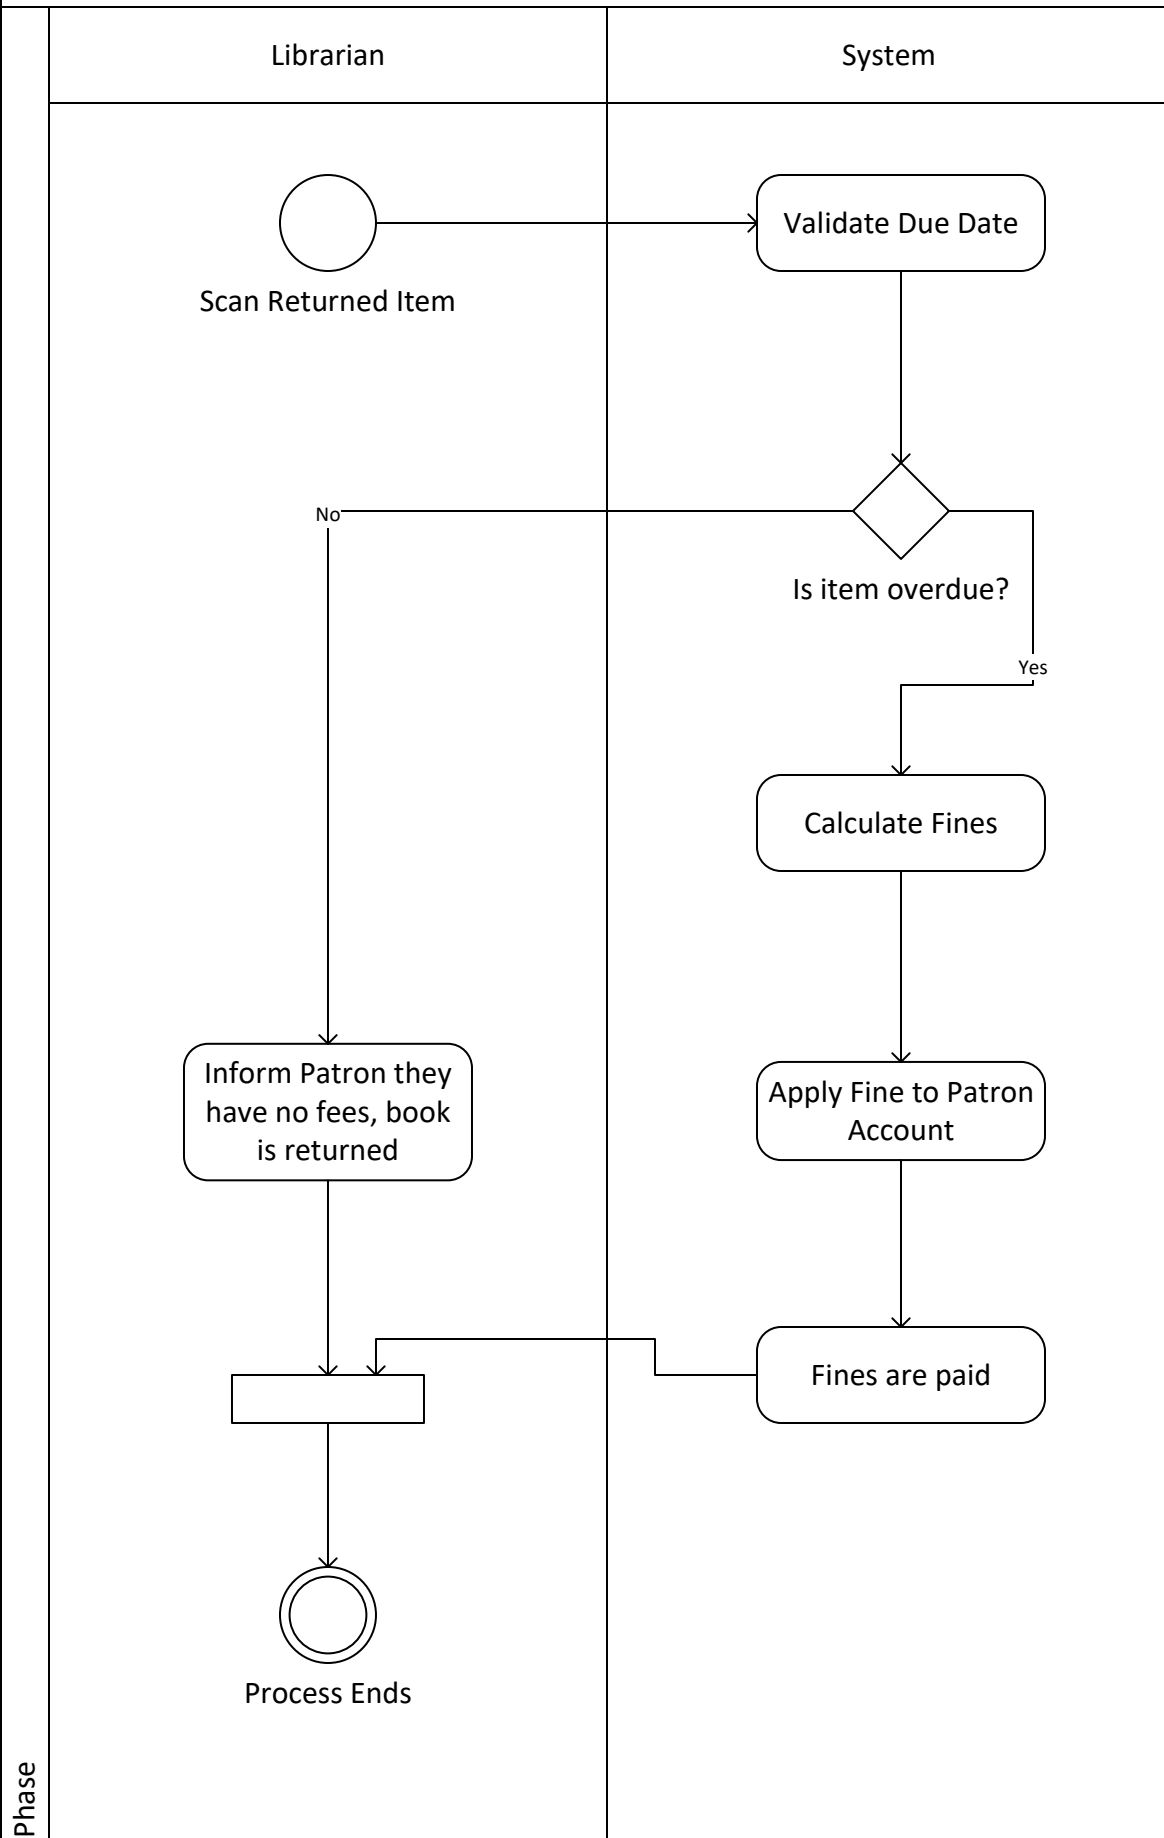 Librarian
System
Validate Due Date
Scan Returned Item
No
Is item overdue?
Yes
Calculate Fines
Inform Patron they
have no fees, book
is returned
Apply Fine to Patron
Account
Fines are paid
Process Ends
Phase